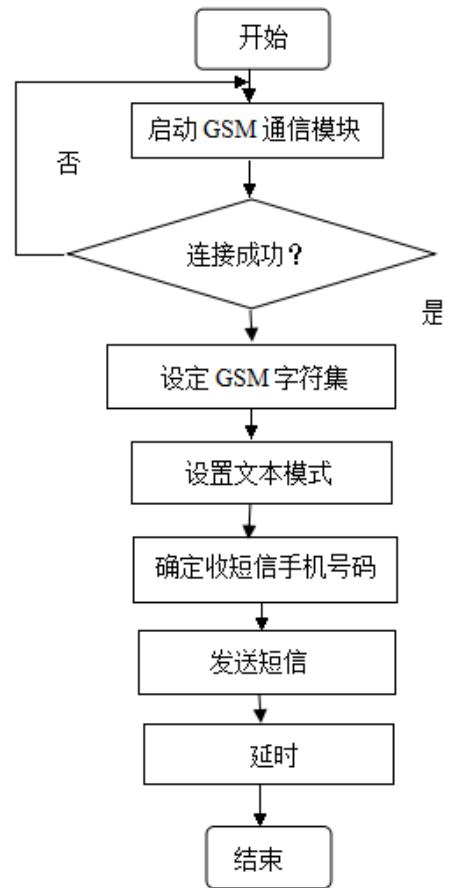 开始
启动 GSM 通信模块
否
连接成功？
是
设定 GSM 字符集
设置文本模式
确定收短信手机号码
发送短信
延时
结束